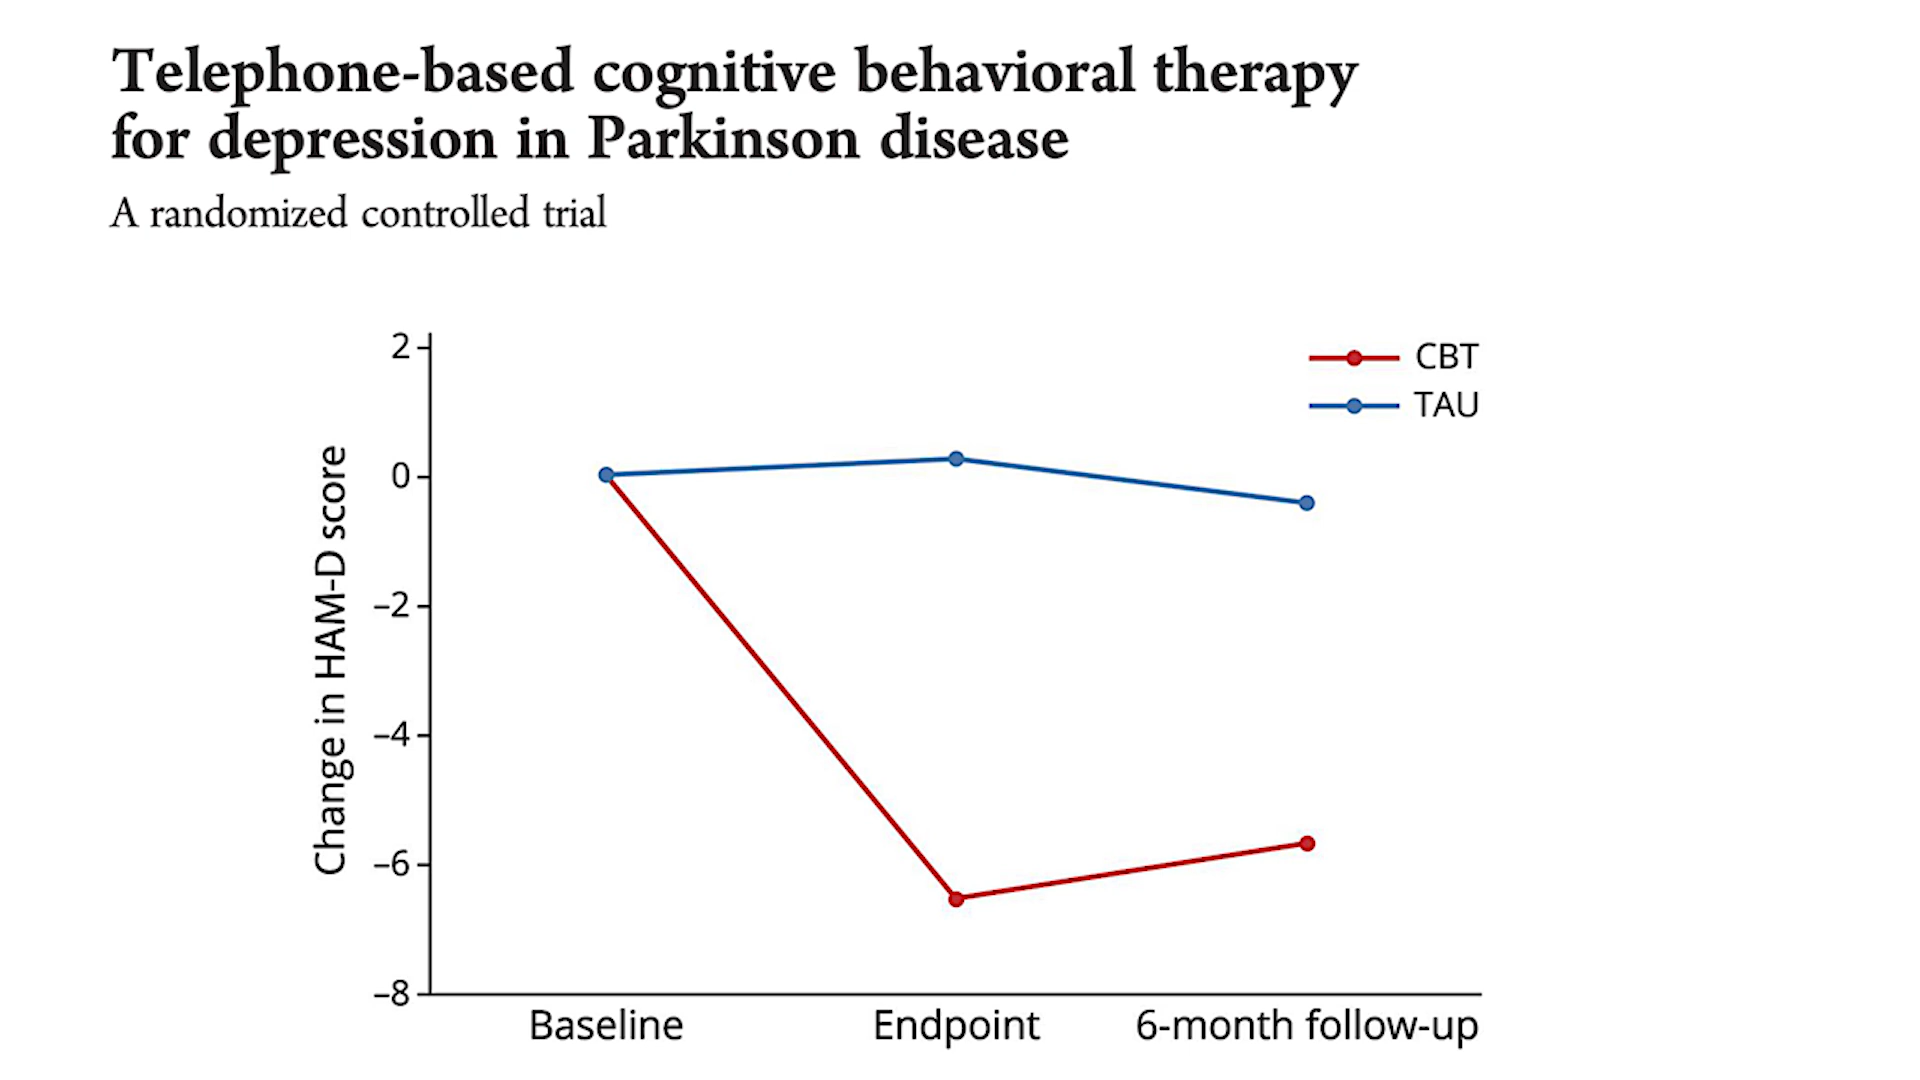 Telephone-based cognitive behavioral therapy
for depression in Parkinson disease
A randomized controlled trial
CBT
TAU
Change in HAM-D score
2
0
–2
–4
–6
–8
Baseline Endpoint 6-month follow-up